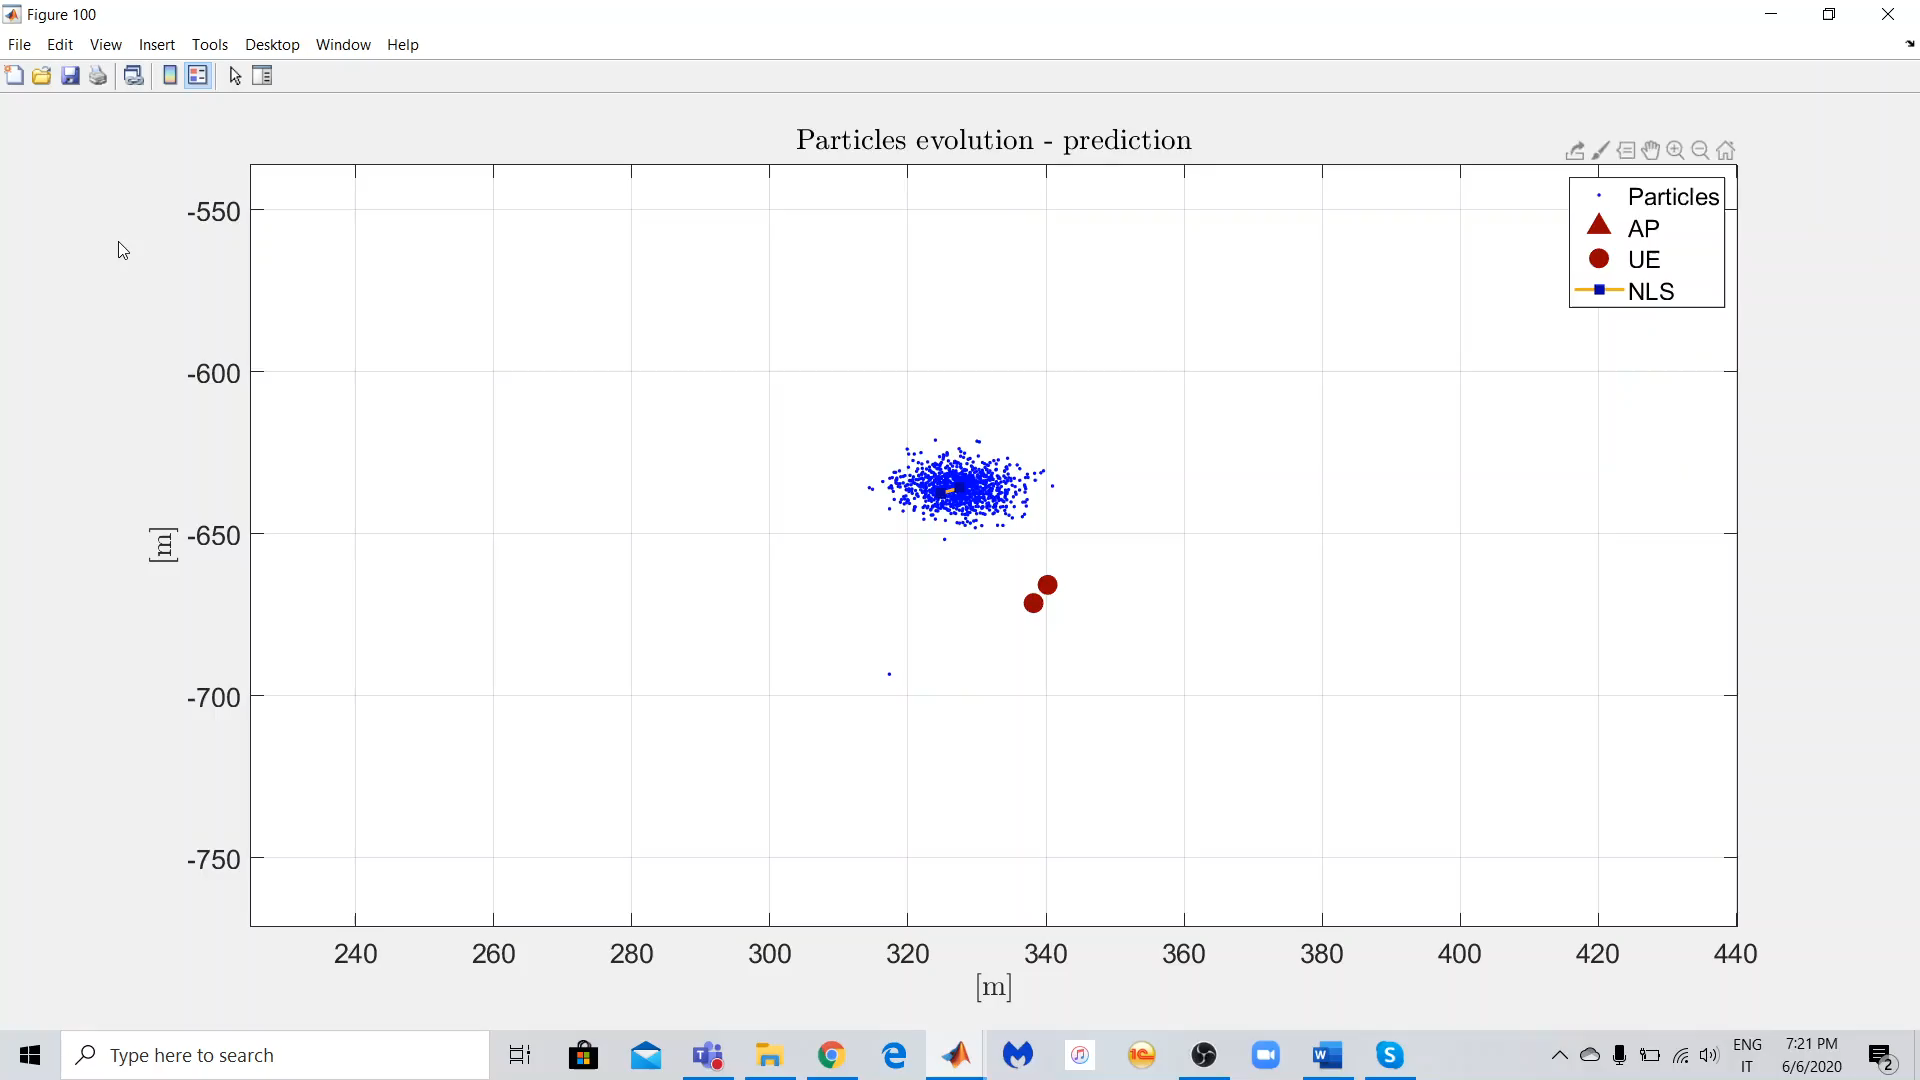 Figure 100
File Edit View Insert Tools Desktop Window Help
Particles evolution - prediction
Particles
AP
UE
NLS
-550
-600
-650
-700
-750
[m]
240 260 280 300 320 340 360 380 400 420 440
[m]
Type here to search
ENG
IT
7:21 PM
6/6/2020
2